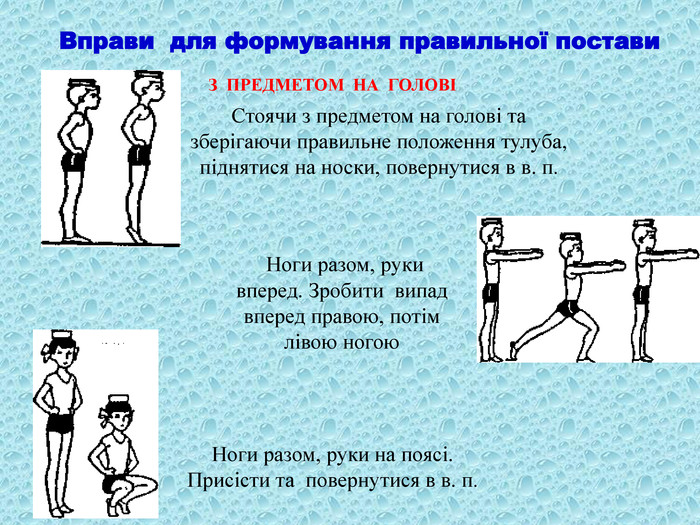 Вправи для формування правильної постави
З ПРЕДМЕТОМ НА ГОЛОВІ
Стоячи з предметом на голові та
зберігаючи правильне положення тулуба,
піднятися на носки, повернутися в в. п.
Ноги разом, руки
вперед. Зробити випад
вперед правою, потім
лівою ногою
Ноги разом, руки на поясі.
Присісти та повернутися в в. п.